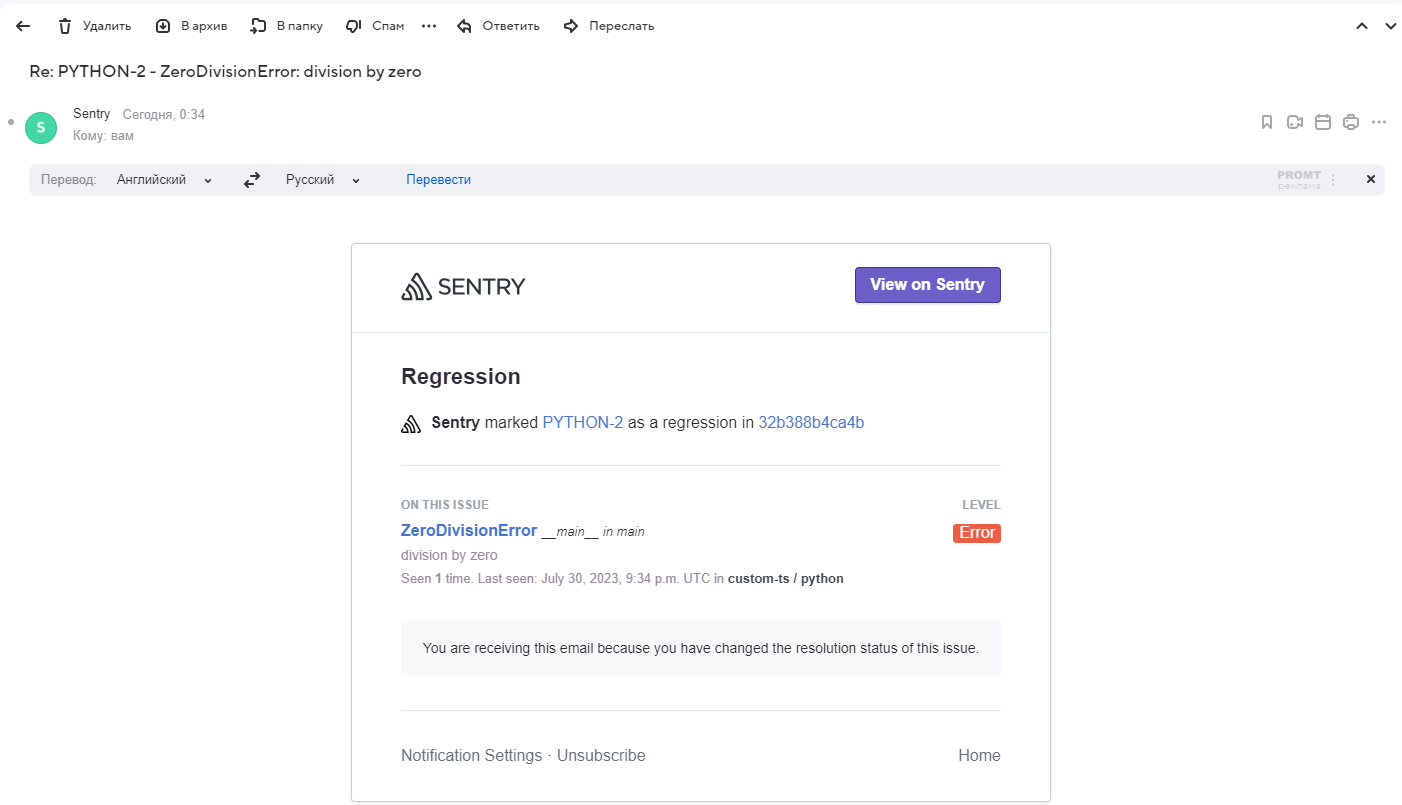 Удалить В архив В папку Спам Ответить Переслать
Re: PYTHON-2 - ZeroDivisionError: division by zero
S
Sentry Сегодня, 0:34
Кому: вам
Перевод: Английский Русский Перевести PROMT
реклама
SENTRY View on Sentry
Regression
Sentry marked PYTHON-2 as a regression in 32b388b4ca4b
ON THIS ISSUE LEVEL
ZeroDivisionError __main__ in main Error
division by zero
Seen 1 time. Last seen: July 30, 2023, 9:34 p.m. UTC in custom-ts / python
You are receiving this email because you have changed the resolution status of this issue.
Notification Settings · Unsubscribe Home